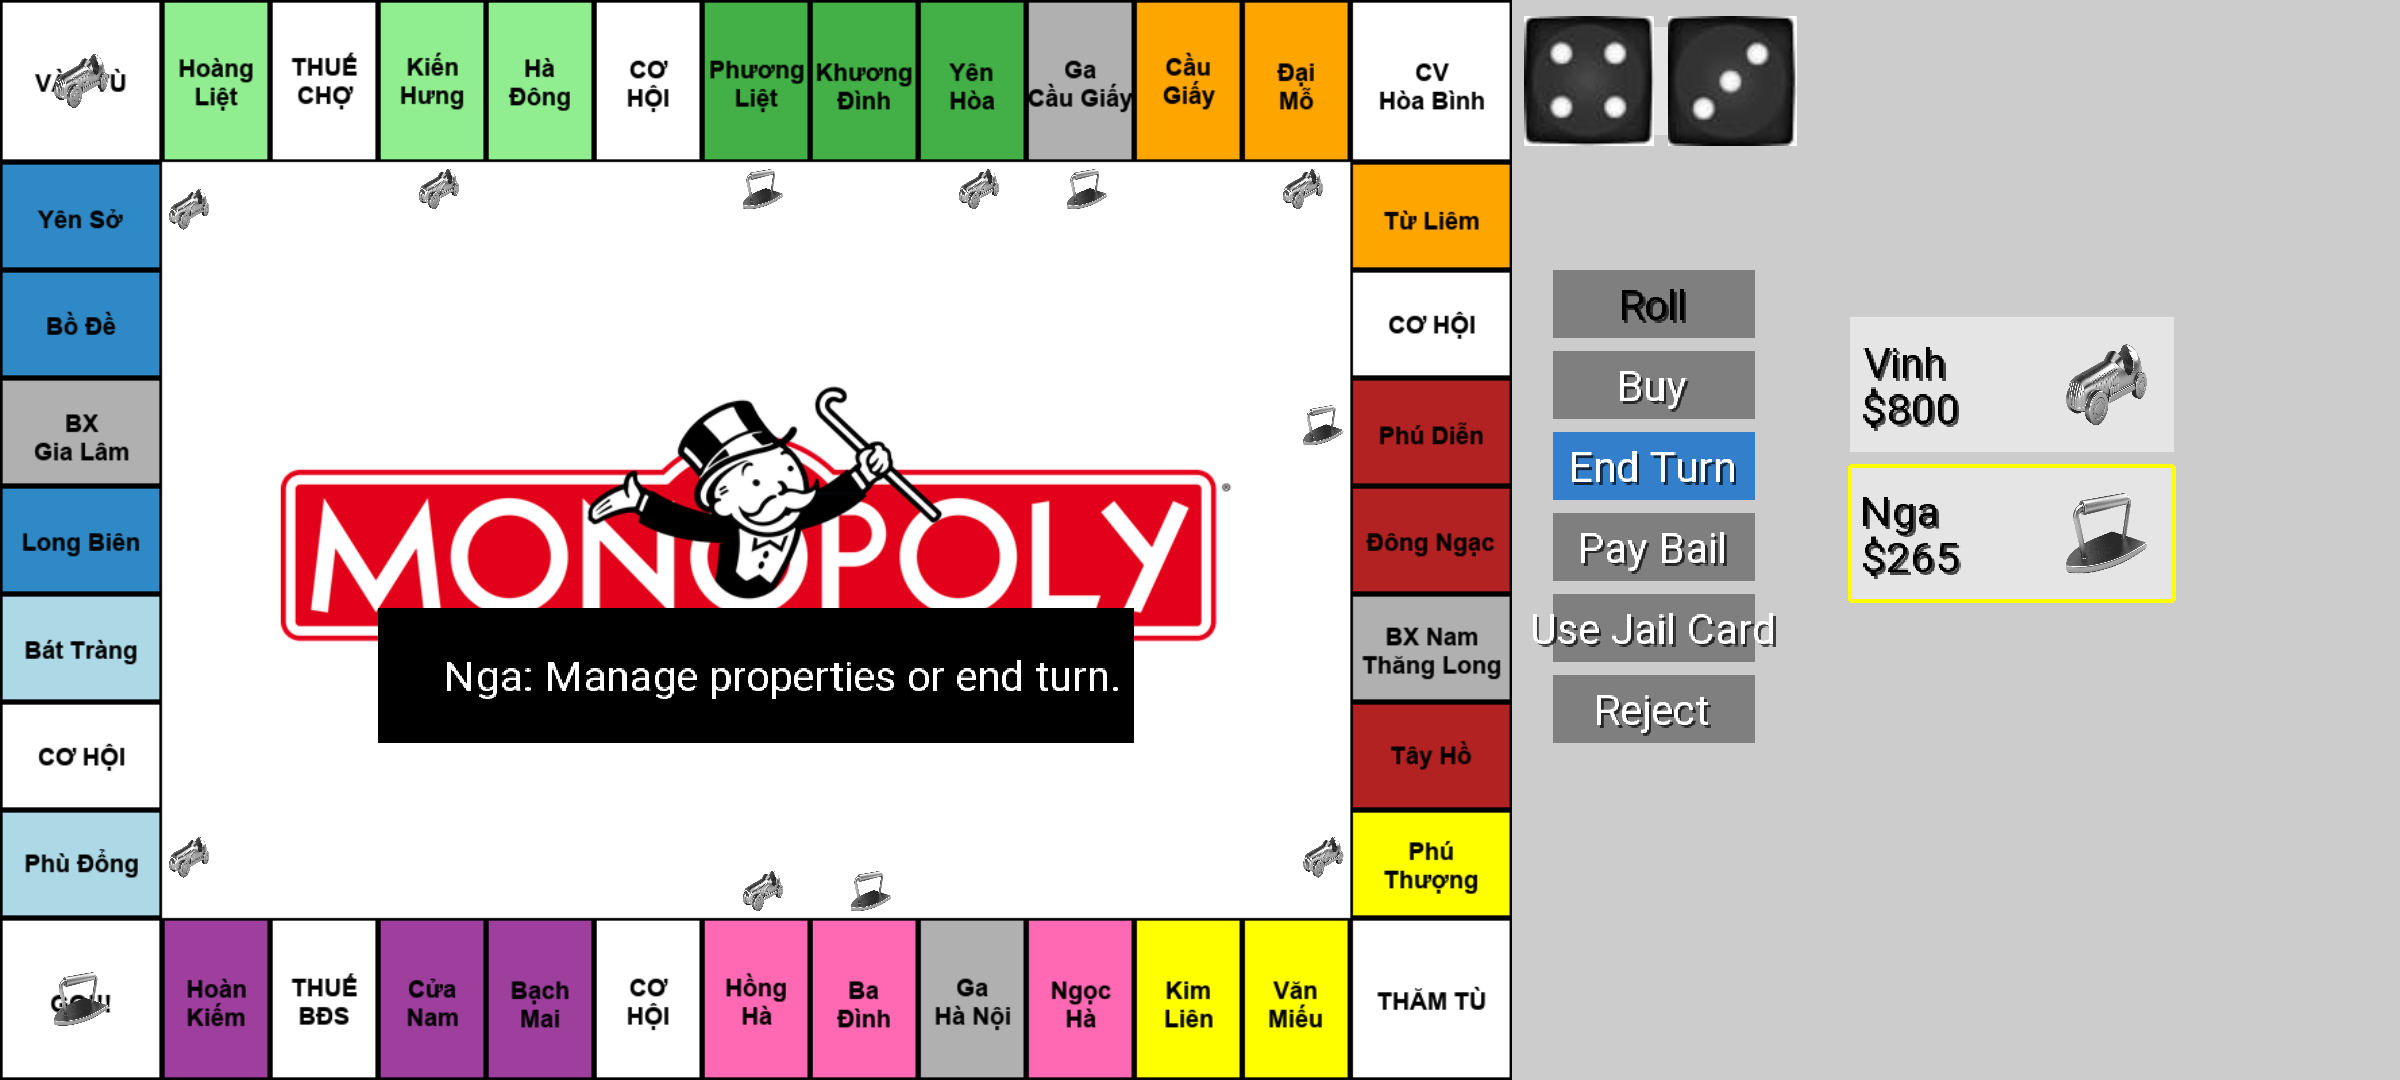 Hoàng
Liệt
THUẾ
CHỢ
Kiến
Hưng
Hà
Đông
CƠ
HỘI
Phương
Liệt
Khương
Đình
Yên
Hòa
Ga
Cầu Giấy
Cầu
Giấy
Đại
Mỗ
CV
Hòa Bình
Yên Sở
Từ Liêm
Bồ Đề
CƠ HỘI
BX
Gia Lâm
Phú Diễn
Long Biên
Đông Ngạc
Bát Tràng
BX Nam
Thăng Long
CƠ HỘI
Tây Hồ
Phù Đổng
Phú
Thượng
MONOPOLY
®
Nga: Manage properties or end turn.
Hoàn
Kiếm
THUẾ
BĐS
Cửa
Nam
Bạch
Mai
CƠ
HỘI
Hồng
Hà
Ba
Đình
Ga
Hà Nội
Ngọc
Hà
Kim
Liên
Văn
Miếu
THĂM TÙ
Roll
Buy
End Turn
Pay Bail
Use Jail Card
Reject
Vinh
$800
Nga
$265